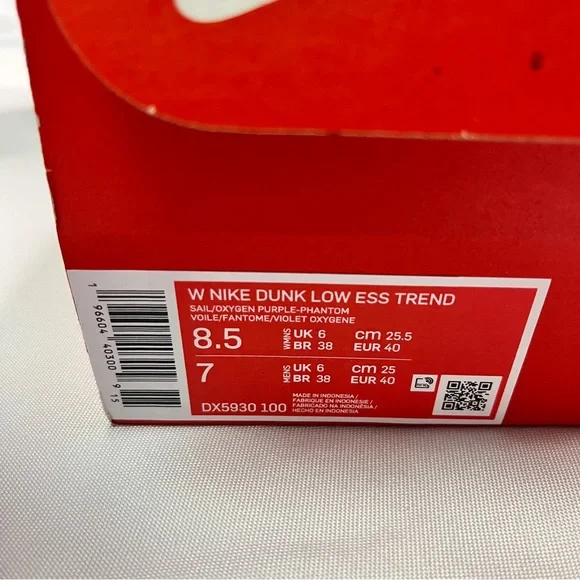 W NIKE DUNK LOW ESS TREND
SAIL/OXYGEN PURPLE-PHANTOM
VOILE/FANTOME/VIOLET OXYGENE
8.5 WMNS UK 6 cm 25.5
BR 38 EUR 40
7 MENS UK 6 cm 25
BR 38 EUR 40
DX5930 100
MADE IN INDONESIA /
FABRIQUE EN INDONESIE /
FABRICADO NA INDONÉSIA /
HECHO EN INDONESIA
1 96604 40300 9 15